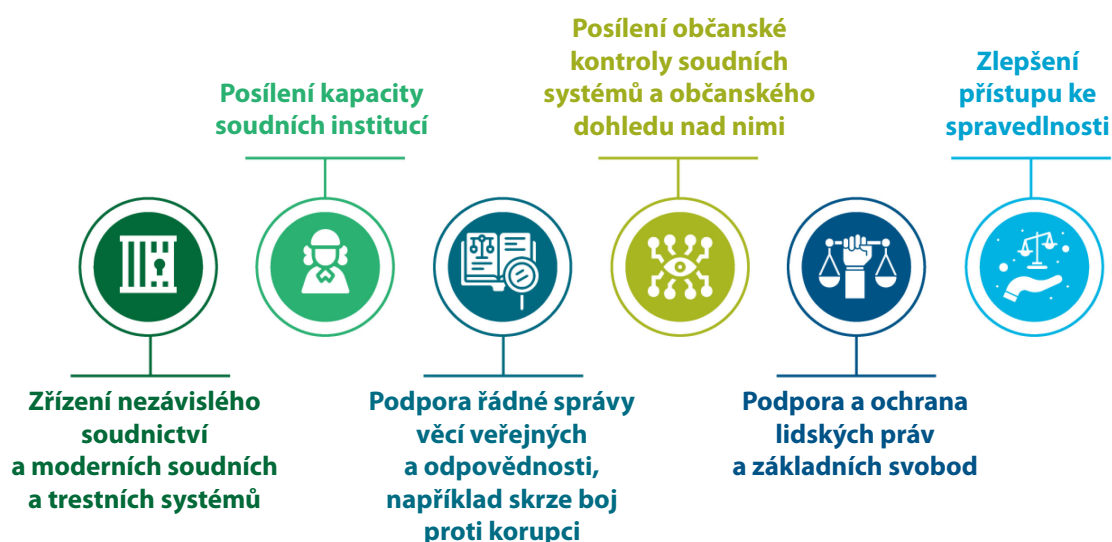 Zřízení nezávislého
soudnictví
a moderních soudních
a trestních systémů
Posílení kapacity
soudních institucí
Podpora řádné správy
věcí veřejných
a odpovědnosti,
například skrze boj
proti korupci
Posílení občanské
kontroly soudních
systémů a občanského
dohledu nad nimi
Podpora a ochrana
lidských práv
a základních svobod
Zlepšení
přístupu ke
spravedlnosti